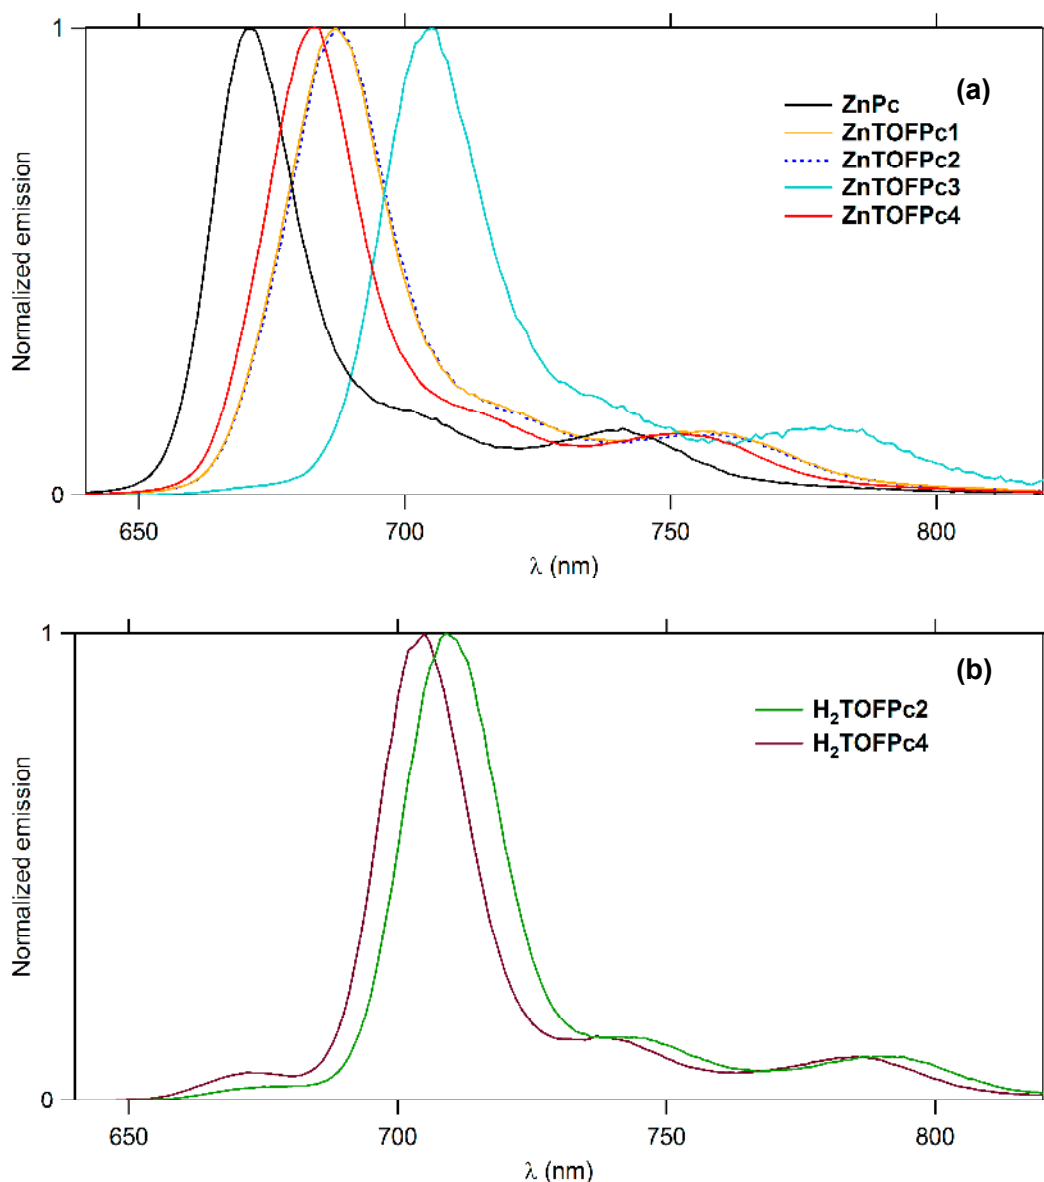 1
(a)
ZnPc
ZnTOFPc1
ZnTOFPc2
ZnTOFPc3
ZnTOFPc4
Normalized emission
0
650 700 750 800
λ (nm)
1
(b)
H₂TOFPc2
H₂TOFPc4
Normalized emission
0
650 700 750 800
λ (nm)